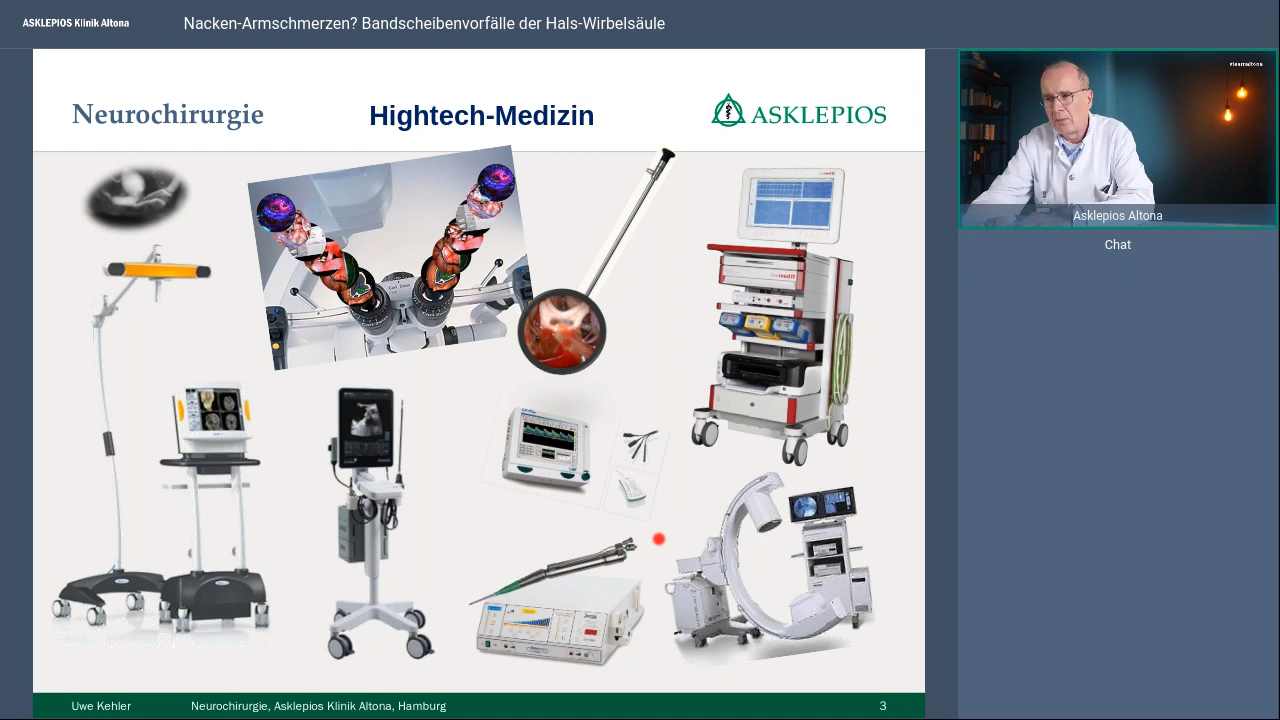 ASKLEPIOS Klinik Altona
Nacken-Armschmerzen? Bandscheibenvorfälle der Hals-Wirbelsäule
Neurochirurgie
Hightech-Medizin
ASKLEPIOS
Asklepios Altona
Chat
Uwe Kehler
Neurochirurgie, Asklepios Klinik Altona, Hamburg
3